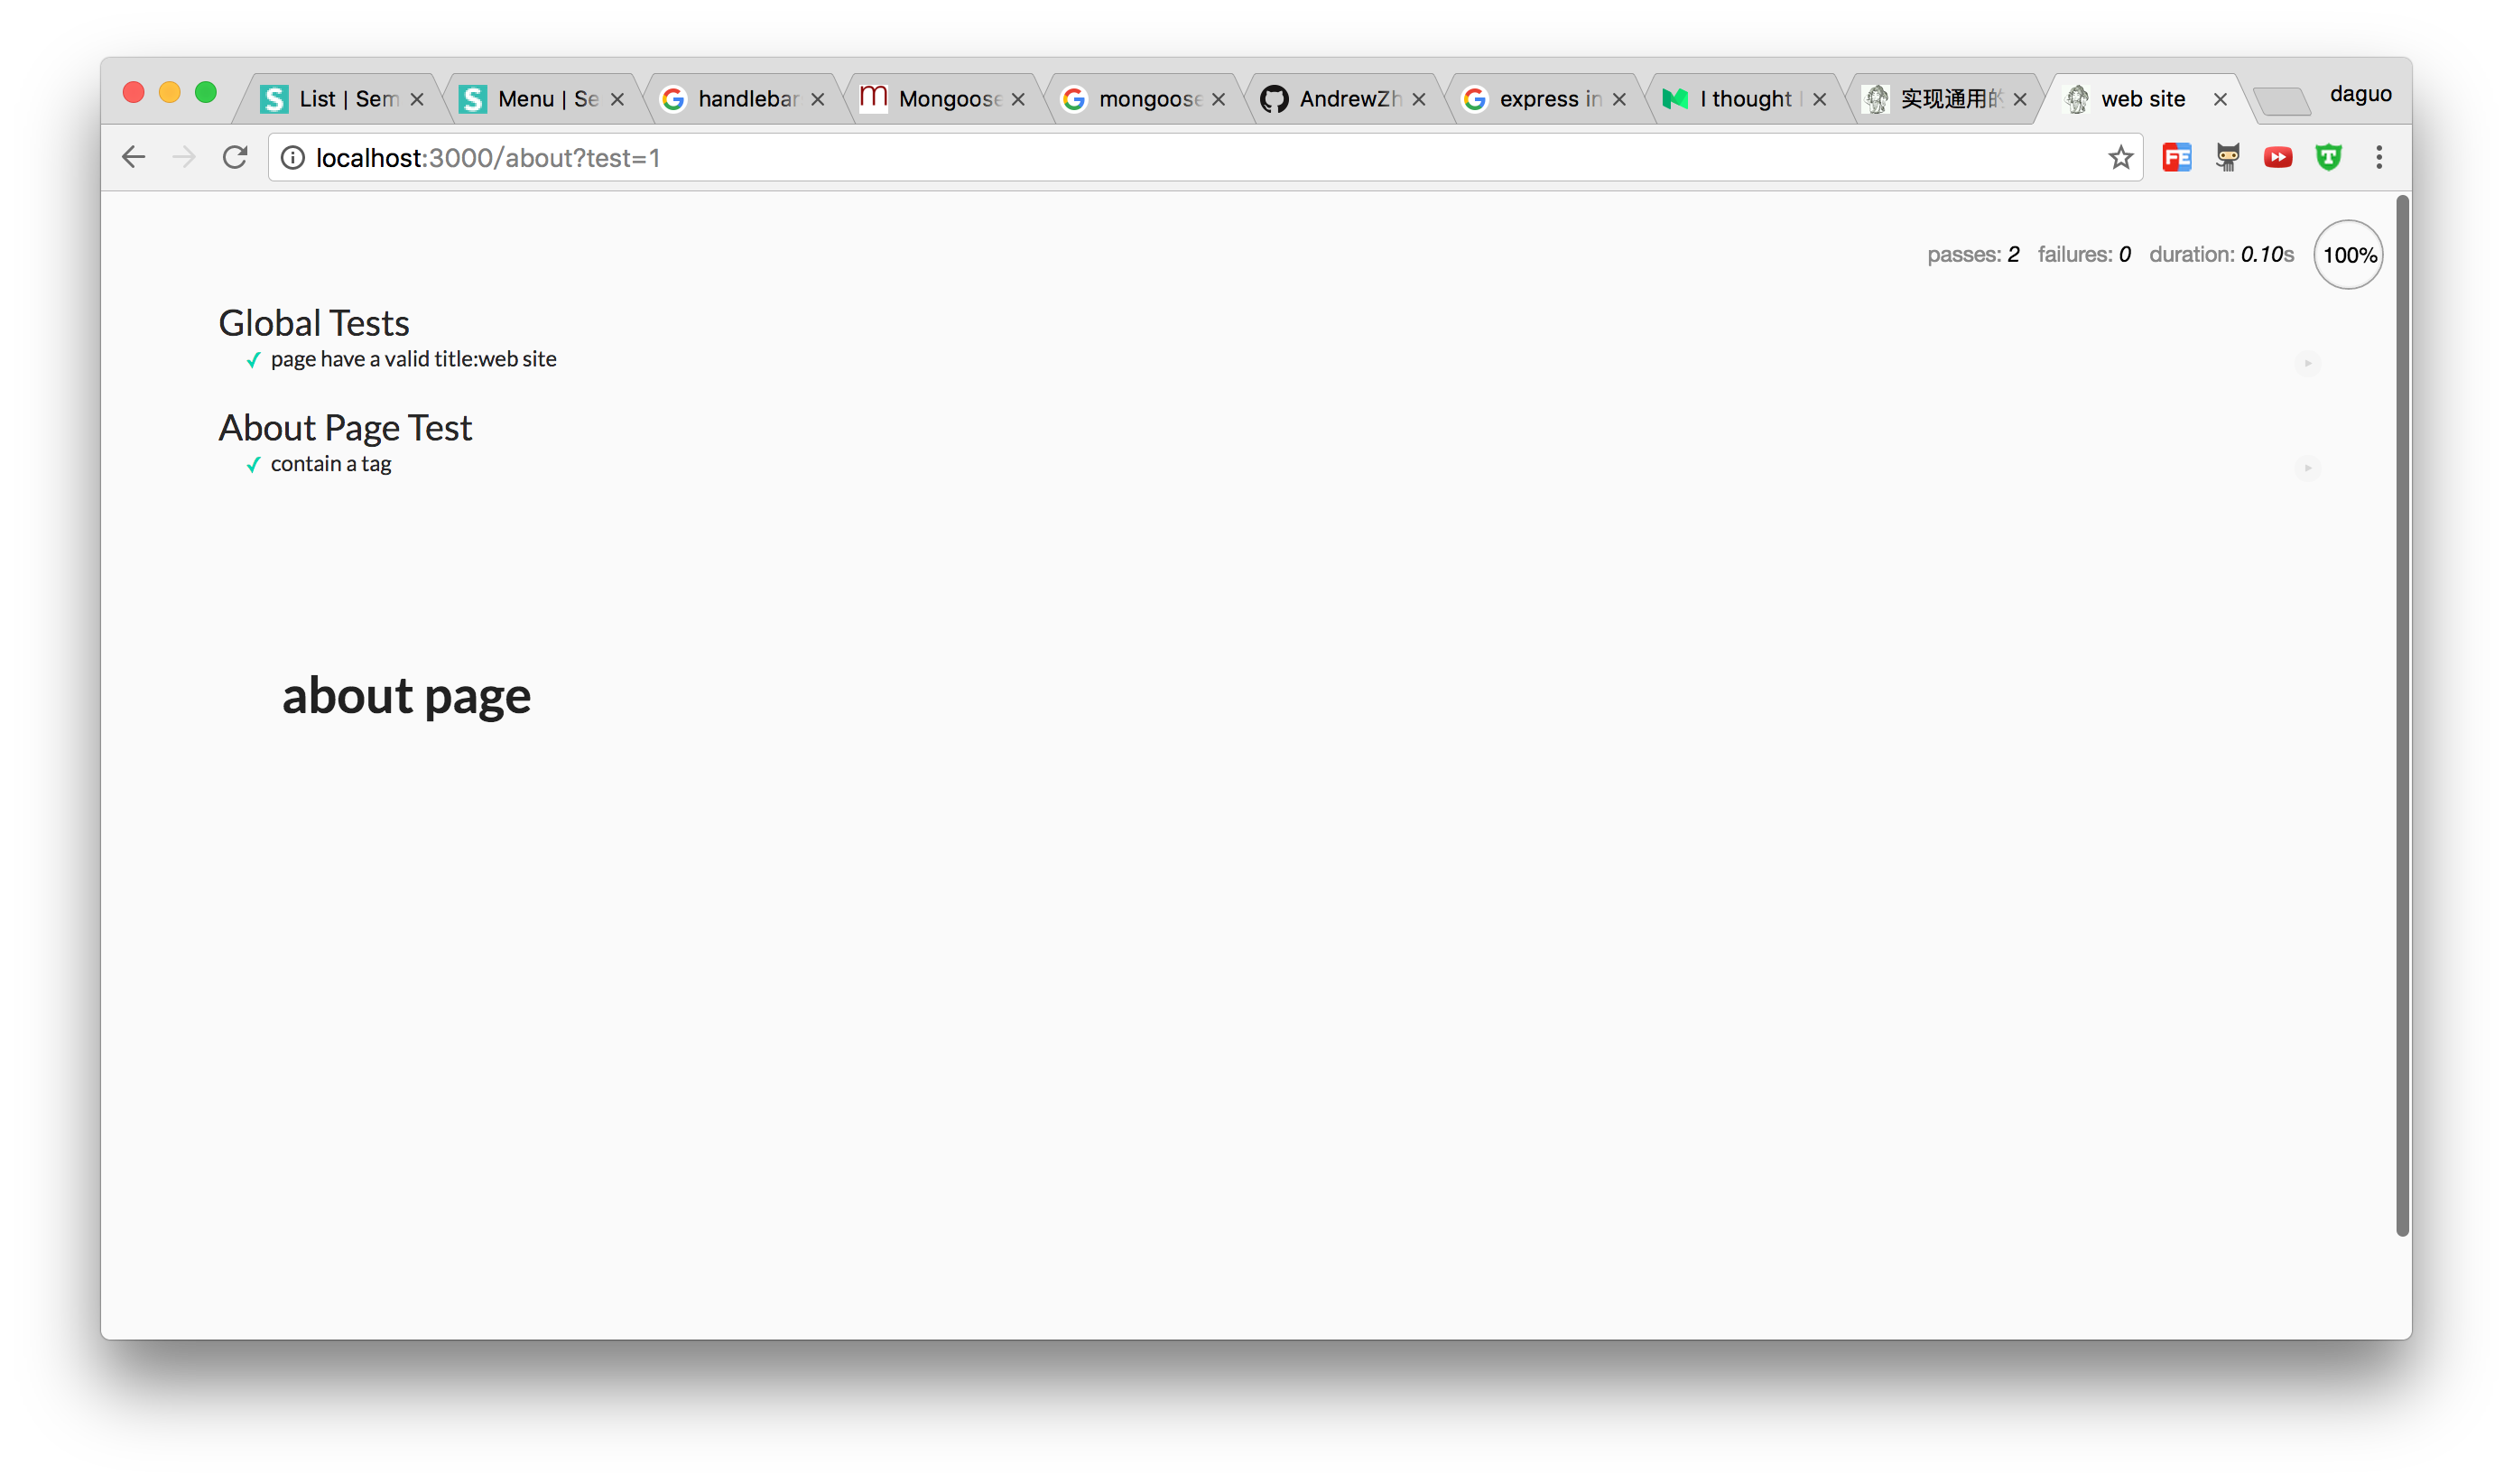 List | Sem
Menu | Se
handlebar
Mongoose
mongoose
AndrewZh
express in
I thought
实现通用的
web site
daguo
localhost:3000/about?test=1
passes: 2 failures: 0 duration: 0.10s 100%
Global Tests
✓ page have a valid title:web site
About Page Test
✓ contain a tag
about page